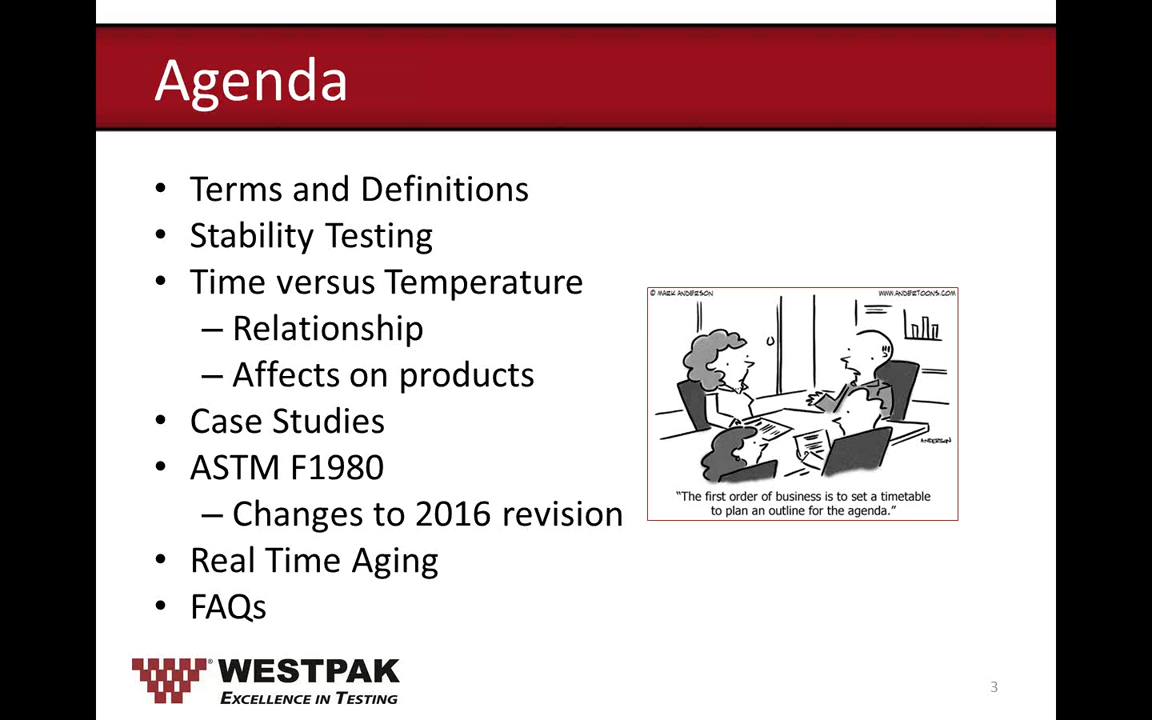 Agenda
• Terms and Definitions
• Stability Testing
• Time versus Temperature
– Relationship
– Affects on products
• Case Studies
• ASTM F1980
– Changes to 2016 revision
• Real Time Aging
• FAQs
© MARK ANDERSON
WWW.ANDERTOONS.COM
ANDERSON
“The first order of business is to set a timetable
to plan an outline for the agenda.”
® WESTPAK
EXCELLENCE IN TESTING
3